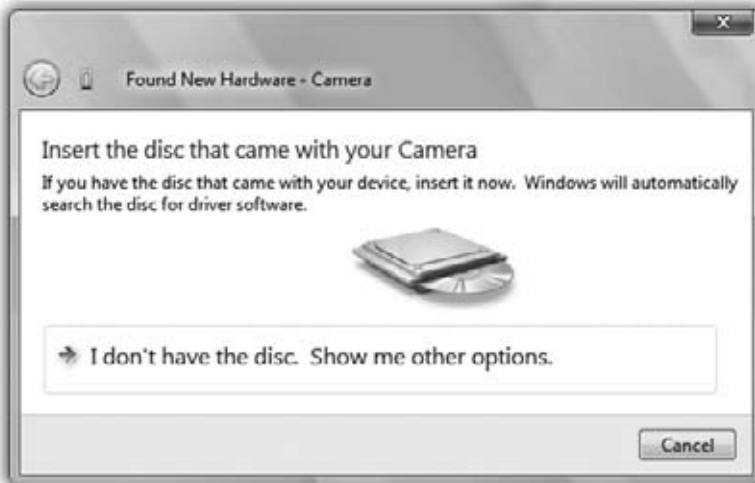 x
Found New Hardware - Camera
Insert the disc that came with your Camera
If you have the disc that came with your device, insert it now.  Windows will automatically
search the disc for driver software.
I don't have the disc.  Show me other options.
Cancel